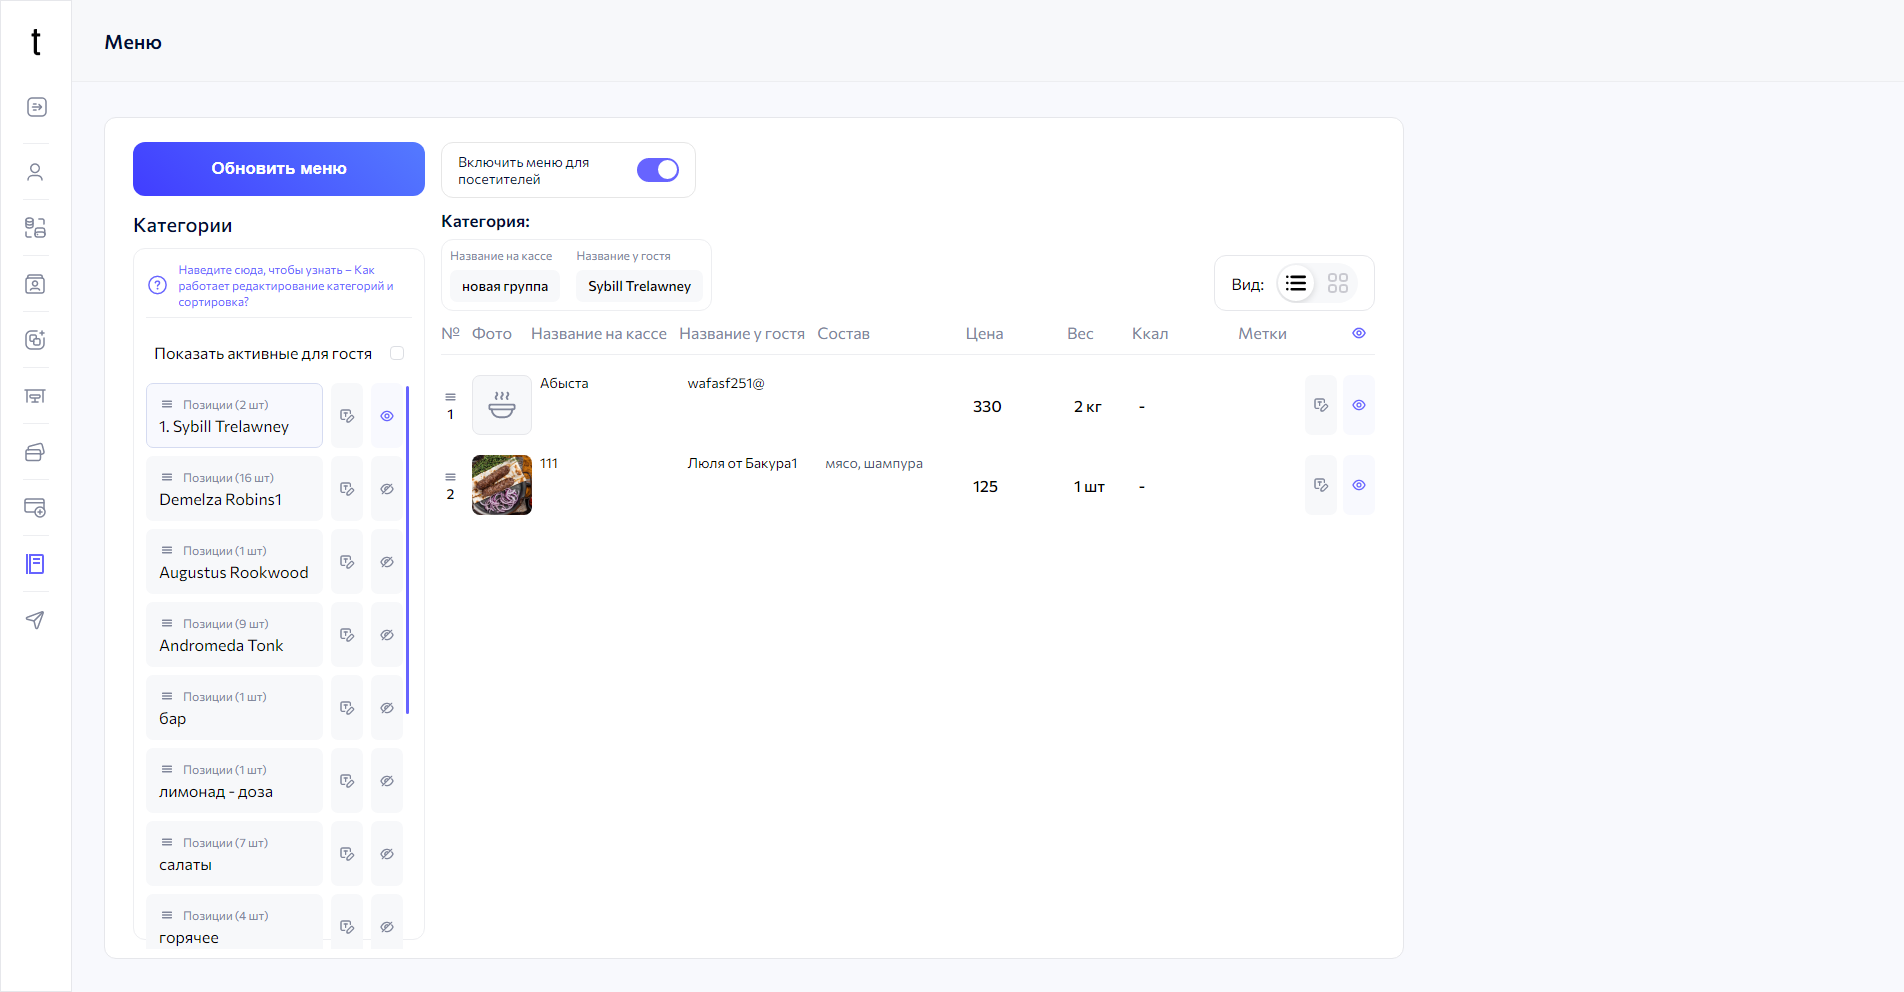 t
Меню
Обновить меню
Включить меню для
посетителей
Категории
Наведите сюда, чтобы узнать – Как
работает редактирование категорий и
сортировка?
Показать активные для гостя
Позиции (2 шт)
1. Sybill Trelawney
Позиции (16 шт)
Demelza Robins1
Позиции (1 шт)
Augustus Rookwood
Позиции (9 шт)
Andromeda Tonk
Позиции (1 шт)
бар
Позиции (1 шт)
лимонад - доза
Позиции (7 шт)
салаты
Позиции (4 шт)
горячее
Категория:
Название на кассе Название у гостя
новая группа Sybill Trelawney
Вид:
№ Фото Название на кассе Название у гостя Состав Цена Вес Ккал Метки
1 Абыста wafasf251@ 330 2 кг -
2 111 Люля от Бакура1 мясо, шампура 125 1 шт -